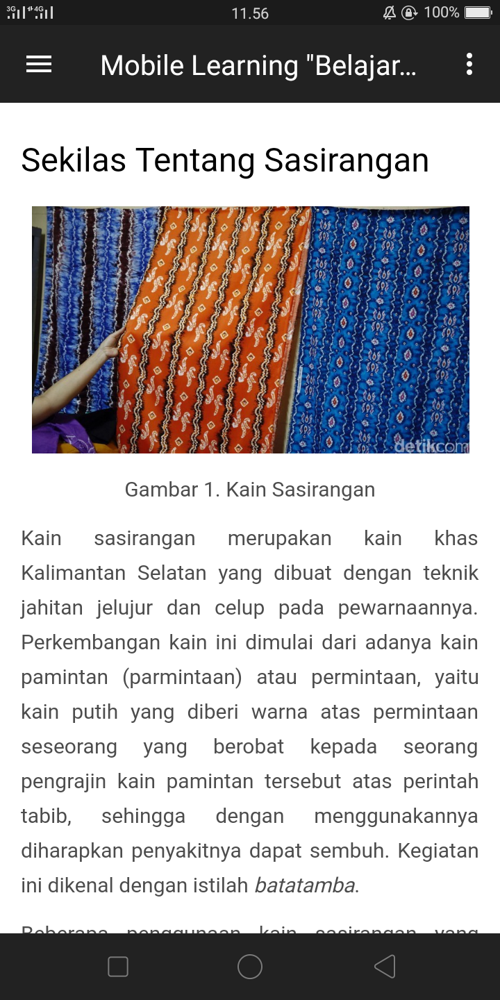 3G 4G 11.56 100%
Mobile Learning "Belajar...
Sekilas Tentang Sasirangan
detikcom
Gambar 1. Kain Sasirangan
Kain sasirangan merupakan kain khas
Kalimantan Selatan yang dibuat dengan teknik
jahitan jelujur dan celup pada pewarnaannya.
Perkembangan kain ini dimulai dari adanya kain
pamintan (parmintaan) atau permintaan, yaitu
kain putih yang diberi warna atas permintaan
seseorang yang berobat kepada seorang
pengrajin kain pamintan tersebut atas perintah
tabib, sehingga dengan menggunakannya
diharapkan penyakitnya dapat sembuh. Kegiatan
ini dikenal dengan istilah batatamba.
Beberapa penggunaan kain sasirangan yang